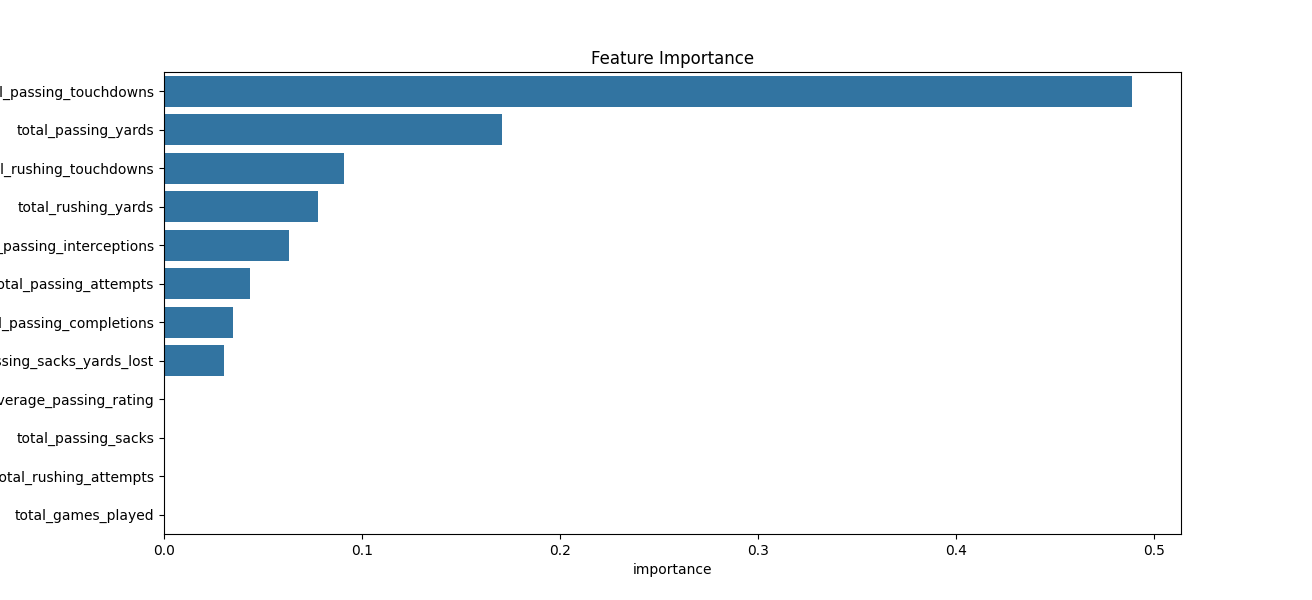 Feature Importance
l_passing_touchdowns
total_passing_yards
l_rushing_touchdowns
total_rushing_yards
_passing_interceptions
otal_passing_attempts
l_passing_completions
ssing_sacks_yards_lost
verage_passing_rating
total_passing_sacks
otal_rushing_attempts
total_games_played
0.0 0.1 0.2 0.3 0.4 0.5
importance